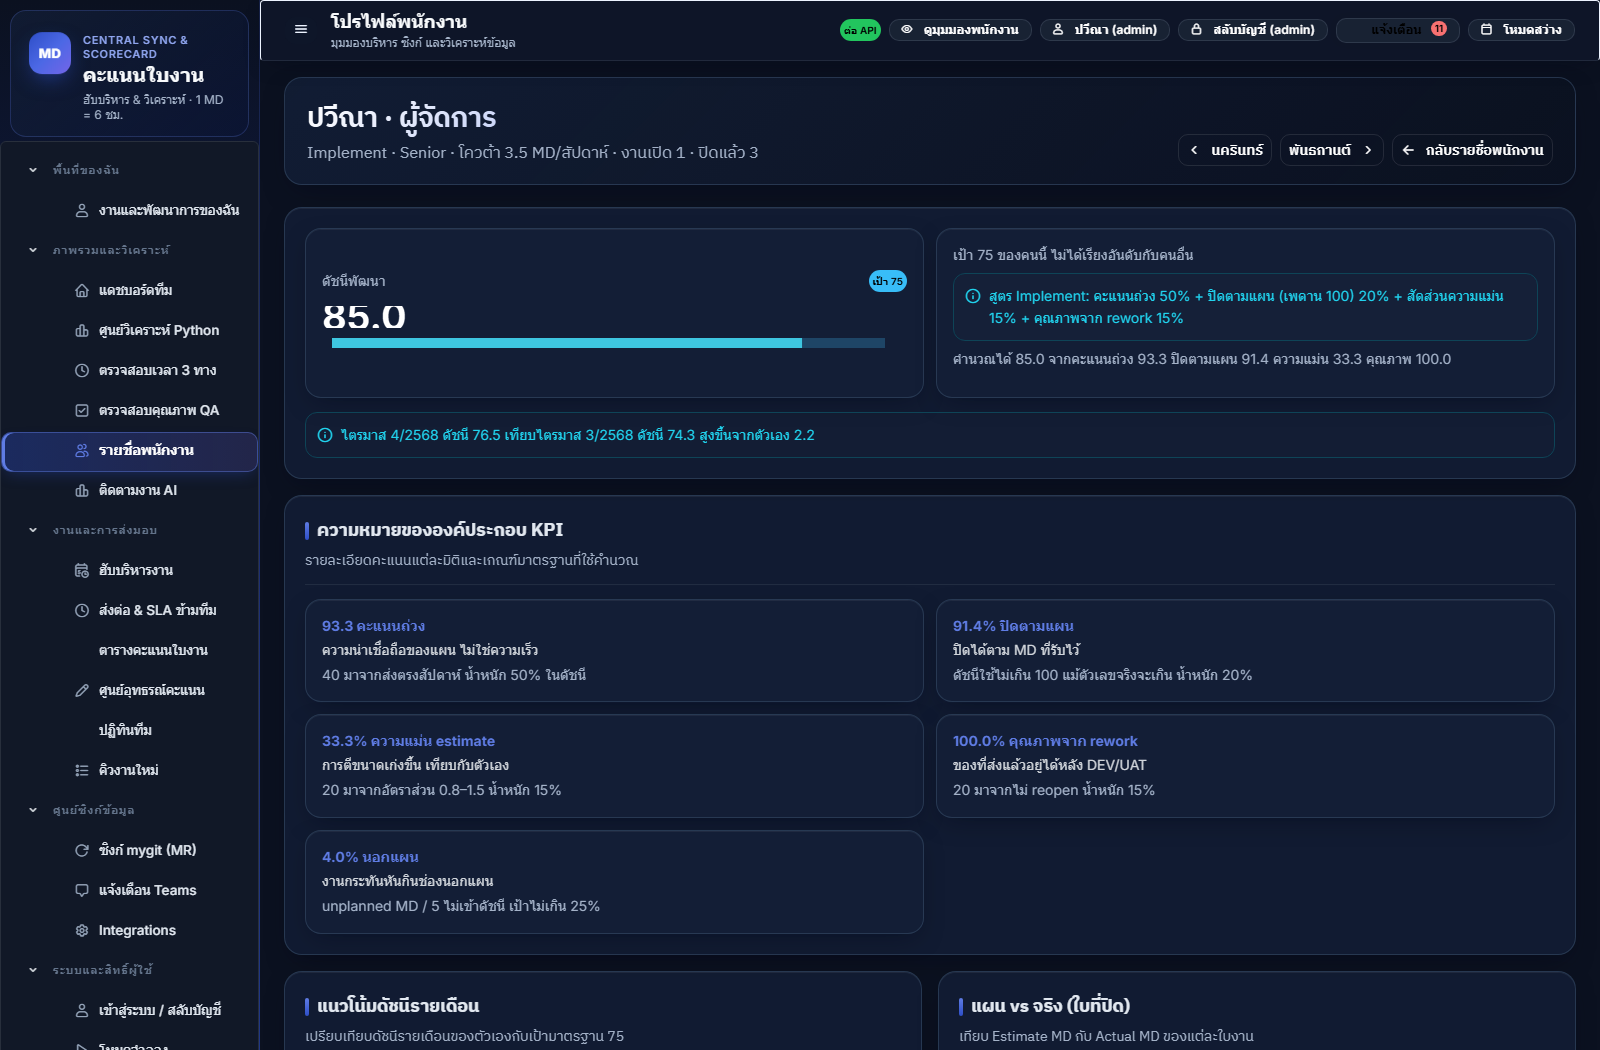 MD
CENTRAL SYNC &
SCORECARD
คะแนนใบงาน
ฮับบริหาร & วิเคราะห์ · 1 MD
= 6 ชม.
พื้นที่ของฉัน
งานและพัฒนาการของฉัน
ภาพรวมและวิเคราะห์
แดชบอร์ดทีม
ศูนย์วิเคราะห์ Python
ตรวจสอบเวลา 3 ทาง
ตรวจสอบคุณภาพ QA
รายชื่อพนักงาน
ติดตามงาน AI
งานและการส่งมอบ
ฮับบริหารงาน
ส่งต่อ & SLA ข้ามทีม
ตารางคะแนนใบงาน
ศูนย์อุทธรณ์คะแนน
ปฏิทินทีม
คิวงานใหม่
ศูนย์ซิงก์ข้อมูล
ซิงก์ mygit (MR)
แจ้งเตือน Teams
Integrations
ระบบและสิทธิ์ผู้ใช้
เข้าสู่ระบบ / สลับบัญชี
โปรไฟล์พนักงาน
มุมมองบริหาร ซิงก์ และวิเคราะห์ข้อมูล
ต่อ API
ดูมุมมองพนักงาน
ปวีณา (admin)
สลับบัญชี (admin)
แจ้งเตือน 11
โหมดสว่าง
ปวีณา · ผู้จัดการ
Implement · Senior · โควต้า 3.5 MD/สัปดาห์ · งานเปิด 1 · ปิดแล้ว 3
นครินทร์
พันธกานต์
กลับรายชื่อพนักงาน
ดัชนีพัฒนา
เป้า 75
85.0
เป้า 75 ของคนนี้ ไม่ได้เรียงอันดับกับคนอื่น
สูตร Implement: คะแนนถ่วง 50% + ปิดตามแผน (เพดาน 100) 20% + สัดส่วนความแม่น
15% + คุณภาพจาก rework 15%
คำนวณได้ 85.0 จากคะแนนถ่วง 93.3 ปิดตามแผน 91.4 ความแม่น 33.3 คุณภาพ 100.0
ไตรมาส 4/2568 ดัชนี 76.5 เทียบไตรมาส 3/2568 ดัชนี 74.3 สูงขึ้นจากตัวเอง 2.2
ความหมายขององค์ประกอบ KPI
รายละเอียดคะแนนแต่ละมิติและเกณฑ์มาตรฐานที่ใช้คำนวณ
93.3 คะแนนถ่วง
ความน่าเชื่อถือของแผน ไม่ใช่ความเร็ว
40 มาจากส่งตรงสัปดาห์ น้ำหนัก 50% ในดัชนี
91.4% ปิดตามแผน
ปิดได้ตาม MD ที่รับไว้
ดัชนีใช้ไม่เกิน 100 แม้ตัวเลขจริงจะเกิน น้ำหนัก 20%
33.3% ความแม่น estimate
การตีขนาดเก่งขึ้น เทียบกับตัวเอง
20 มาจากอัตราส่วน 0.8–1.5 น้ำหนัก 15%
100.0% คุณภาพจาก rework
ของที่ส่งแล้วอยู่ได้หลัง DEV/UAT
20 มาจากไม่ reopen น้ำหนัก 15%
4.0% นอกแผน
งานกระทันหันกินช่องนอกแผน
unplanned MD / 5 ไม่เข้าดัชนี เป้าไม่เกิน 25%
แนวโน้มดัชนีรายเดือน
เปรียบเทียบดัชนีรายเดือนของตัวเองกับเป้ามาตรฐาน 75
แผน vs จริง (ใบที่ปิด)
เทียบ Estimate MD กับ Actual MD ของแต่ละใบงาน